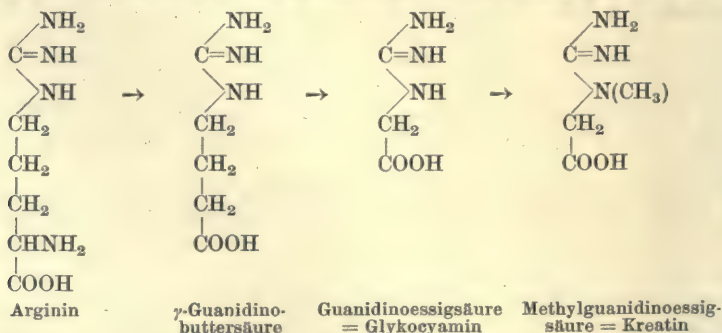 NH₂ NH₂ NH₂ NH₂
C=NH C=NH C=NH C=NH
NH → NH → NH → N(CH₃)
CH₂ CH₂ CH₂ CH₂
CH₂ CH₂ COOH COOH
CH₂ CH₂
CHNH₂ COOH
COOH
Arginin γ-Guanidino- Guanidinoessigsäure Methylguanidinoessig-
buttersäure = Glykocyamin säure = Kreatin